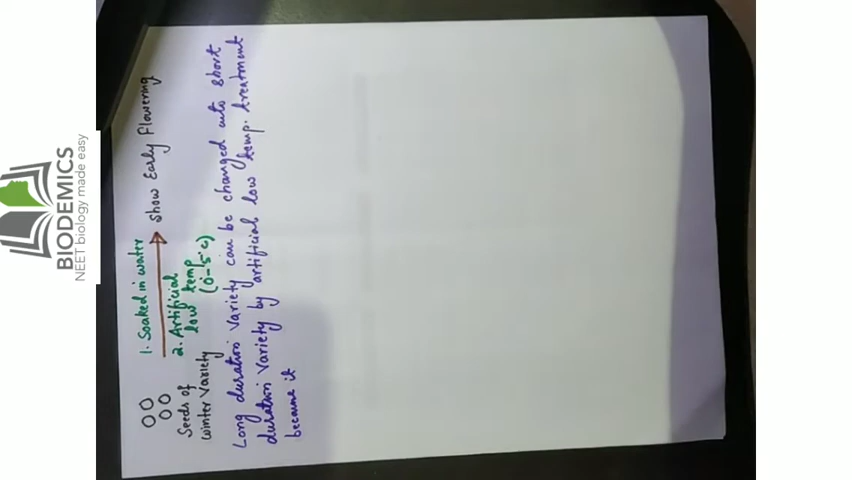 BIODEMICS
NEET biology made easy
1. Soaked in water
2. Artificial
low temp
(0-5°C)
Show Early Flowering
Seeds of
winter variety
Long duration variety can be changed into short
duration variety by artificial low temp. treatment
because it